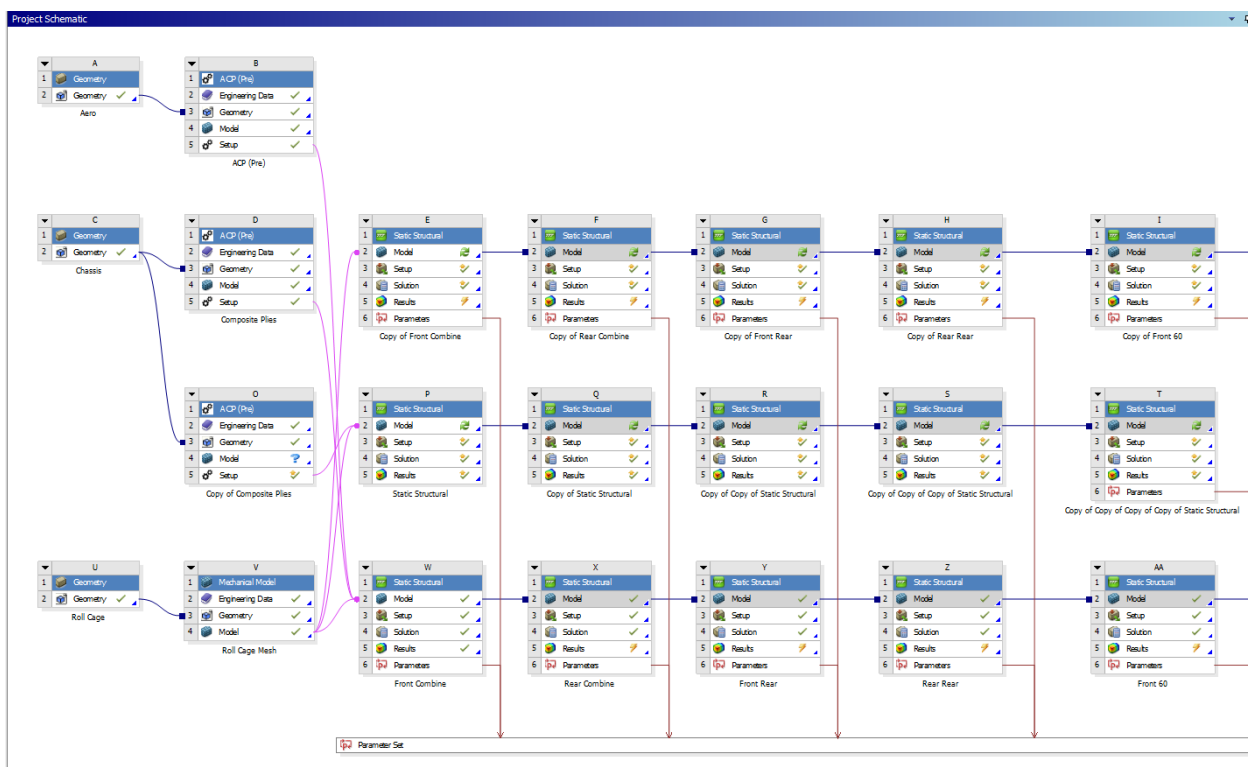 Project Schematic
A
1 Geometry
2 Geometry
Aero
B
1 ACP (Pre)
2 Engineering Data
3 Geometry
4 Model
5 Setup
ACP (Pre)
C
1 Geometry
2 Geometry
Chassis
D
1 ACP (Pre)
2 Engineering Data
3 Geometry
4 Model
5 Setup
Composite Plies
E
1 Static Structural
2 Model
3 Setup
4 Solution
5 Results
6 Parameters
Copy of Front Combine
F
1 Static Structural
2 Model
3 Setup
4 Solution
5 Results
6 Parameters
Copy of Rear Combine
G
1 Static Structural
2 Model
3 Setup
4 Solution
5 Results
6 Parameters
Copy of Front Rear
H
1 Static Structural
2 Model
3 Setup
4 Solution
5 Results
6 Parameters
Copy of Rear Rear
I
1 Static Structural
2 Model
3 Setup
4 Solution
5 Results
6 Parameters
Copy of Front 60
O
1 ACP (Pre)
2 Engineering Data
3 Geometry
4 Model
5 Setup
Copy of Composite Plies
P
1 Static Structural
2 Model
3 Setup
4 Solution
5 Results
Static Structural
Q
1 Static Structural
2 Model
3 Setup
4 Solution
5 Results
Copy of Static Structural
R
1 Static Structural
2 Model
3 Setup
4 Solution
5 Results
Copy of Copy of Static Structural
S
1 Static Structural
2 Model
3 Setup
4 Solution
5 Results
Copy of Copy of Copy of Static Structural
T
1 Static Structural
2 Model
3 Setup
4 Solution
5 Results
6 Parameters
Copy of Copy of Copy of Copy of Static Structural
U
1 Geometry
2 Geometry
Roll Cage
V
1 Mechanical Model
2 Engineering Data
3 Geometry
4 Model
Roll Cage Mesh
W
1 Static Structural
2 Model
3 Setup
4 Solution
5 Results
6 Parameters
Front Combine
X
1 Static Structural
2 Model
3 Setup
4 Solution
5 Results
6 Parameters
Rear Combine
Y
1 Static Structural
2 Model
3 Setup
4 Solution
5 Results
6 Parameters
Front Rear
Z
1 Static Structural
2 Model
3 Setup
4 Solution
5 Results
6 Parameters
Rear Rear
AA
1 Static Structural
2 Model
3 Setup
4 Solution
5 Results
6 Parameters
Front 60
Parameter Set